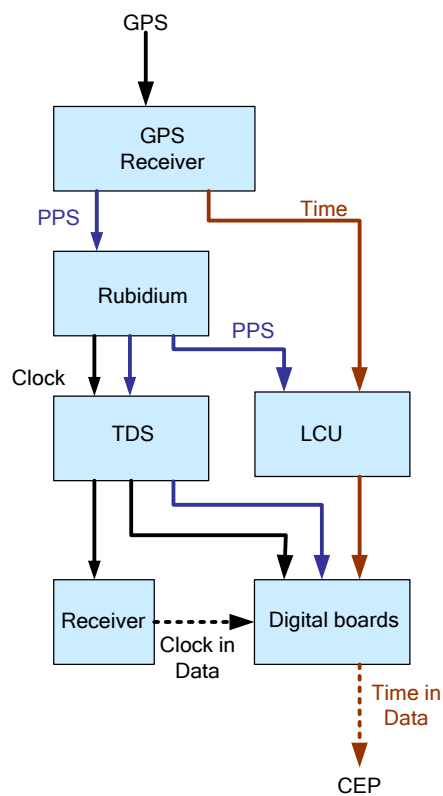 GPS
GPS
Receiver
PPS
Time
Rubidium
PPS
Clock
TDS
LCU
Receiver
Digital boards
Clock in
Data
Time in
Data
CEP